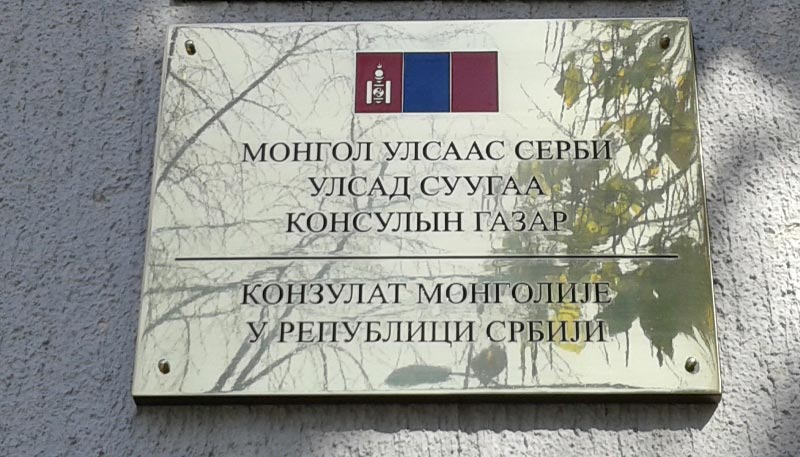 МОНГОЛ УЛСААС СЕРБИ
УЛСАД СУУГАА
КОНСУЛЫН ГАЗАР
КОНЗУЛАТ МОНГОЛИЈЕ
У РЕПУБЛИЦИ СРБИЈИ